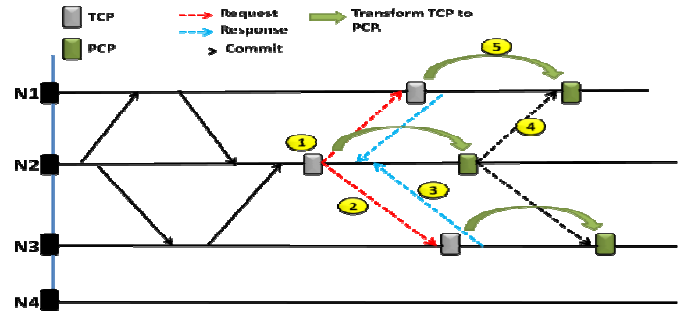 TCP
Request
Transform TCP to
PCP.
Response
PCP
Commit
5
N1
4
1
N2
3
2
N3
N4